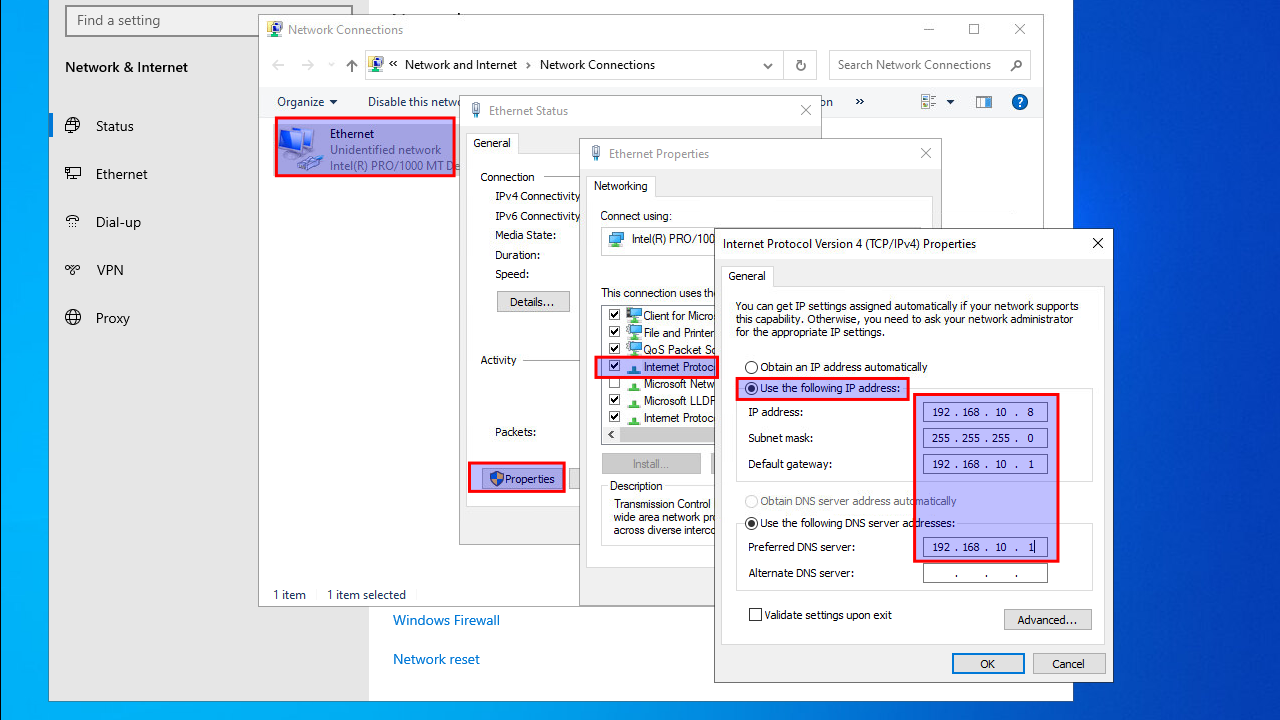 Find a setting
Network & Internet
Status
Ethernet
Dial-up
VPN
Proxy
Windows Firewall
Network reset
Network Connections
« Network and Internet › Network Connections
Search Network Connections
Organize
Disable this netwo
on
»
Ethernet
Unidentified network
Intel(R) PRO/1000 MT De
1 item
1 item selected
Ethernet Status
General
Connection
IPv4 Connectivity
IPv6 Connectivity
Media State:
Duration:
Speed:
Details...
Activity
Packets:
Properties
Ethernet Properties
Networking
Connect using:
Intel(R) PRO/100
This connection uses the
Client for Micros
File and Printer
QoS Packet Sc
Internet Protoco
Microsoft Netw
Microsoft LLDP
Internet Protoco
Install...
Description
Transmission Control
wide area network pro
across diverse interco
Internet Protocol Version 4 (TCP/IPv4) Properties
General
You can get IP settings assigned automatically if your network supports
this capability. Otherwise, you need to ask your network administrator
for the appropriate IP settings.
Obtain an IP address automatically
Use the following IP address:
IP address: 192 . 168 . 10 . 8
Subnet mask: 255 . 255 . 255 . 0
Default gateway: 192 . 168 . 10 . 1
Obtain DNS server address automatically
Use the following DNS server addresses:
Preferred DNS server: 192 . 168 . 10 . 1
Alternate DNS server: . . .
Validate settings upon exit
Advanced...
OK
Cancel